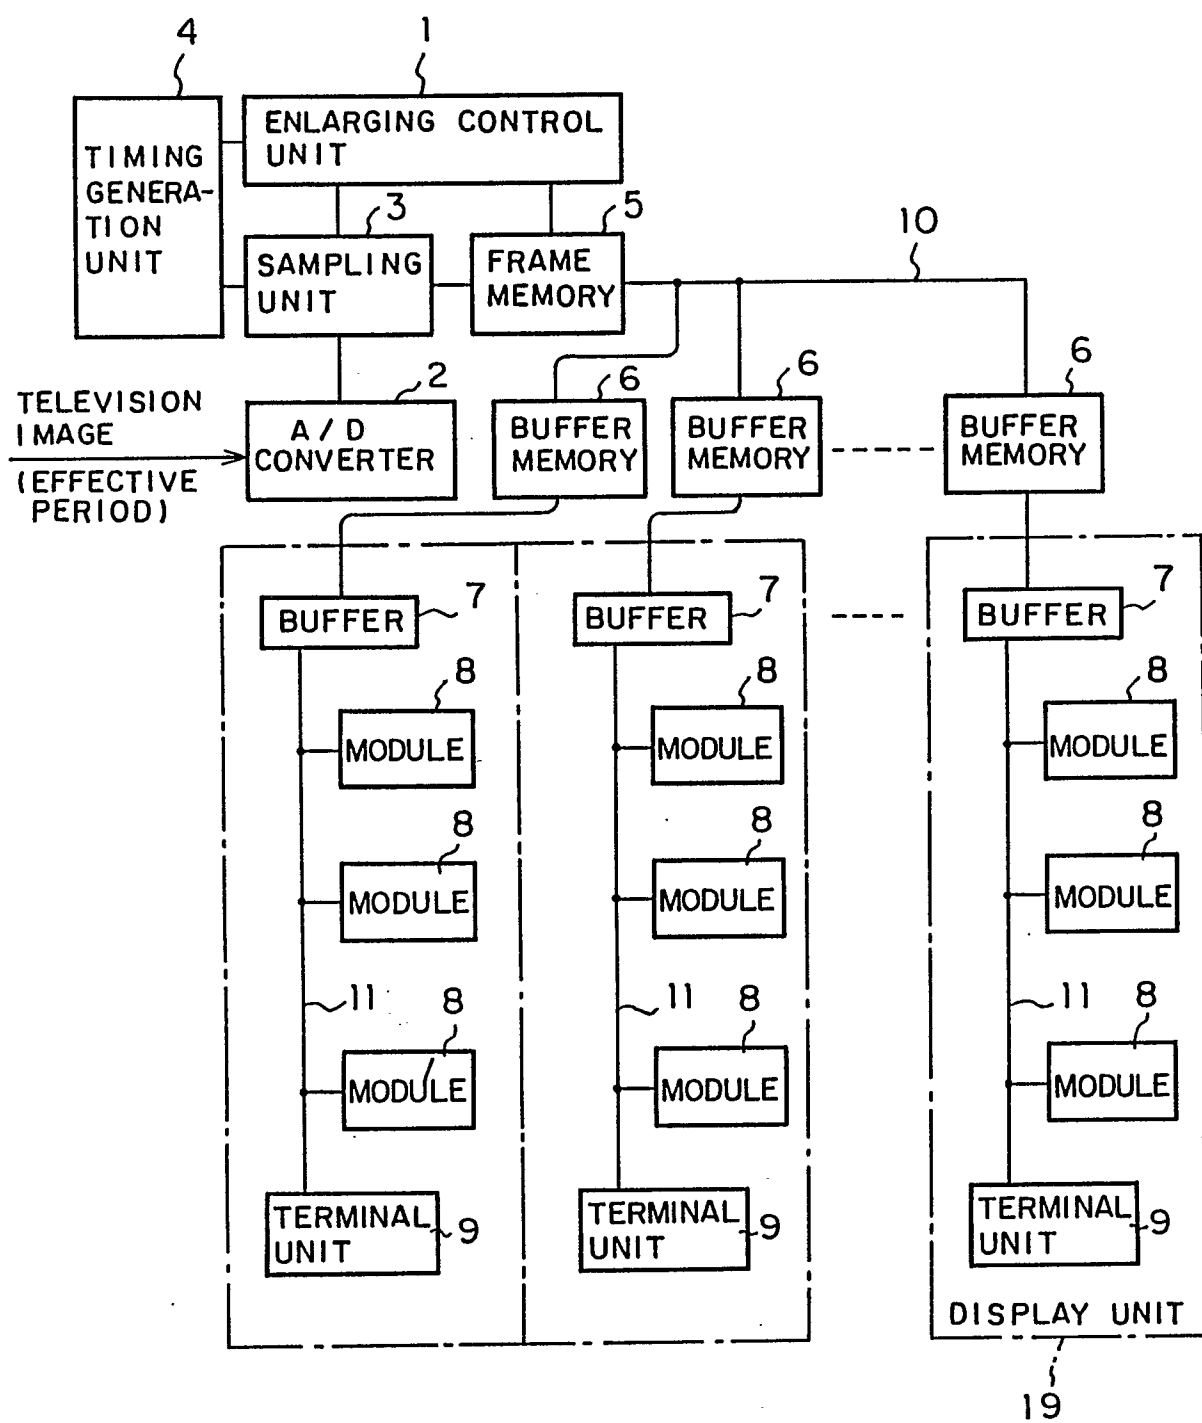 4
1
TIMING
GENERA-
TION
UNIT
ENLARGING CONTROL
UNIT
3
5
10
SAMPLING
UNIT
FRAME
MEMORY
TELEVISION
IMAGE
(EFFECTIVE
PERIOD)
2
6
6
6
A/D
CONVERTER
BUFFER
MEMORY
BUFFER
MEMORY
BUFFER
MEMORY
BUFFER
7
BUFFER
7
BUFFER
7
8
8
8
MODULE
MODULE
MODULE
8
8
8
MODULE
MODULE
MODULE
11
8
11
8
11
8
MODULE
MODULE
MODULE
TERMINAL
UNIT
9
TERMINAL
UNIT
9
TERMINAL
UNIT
9
DISPLAY UNIT
19